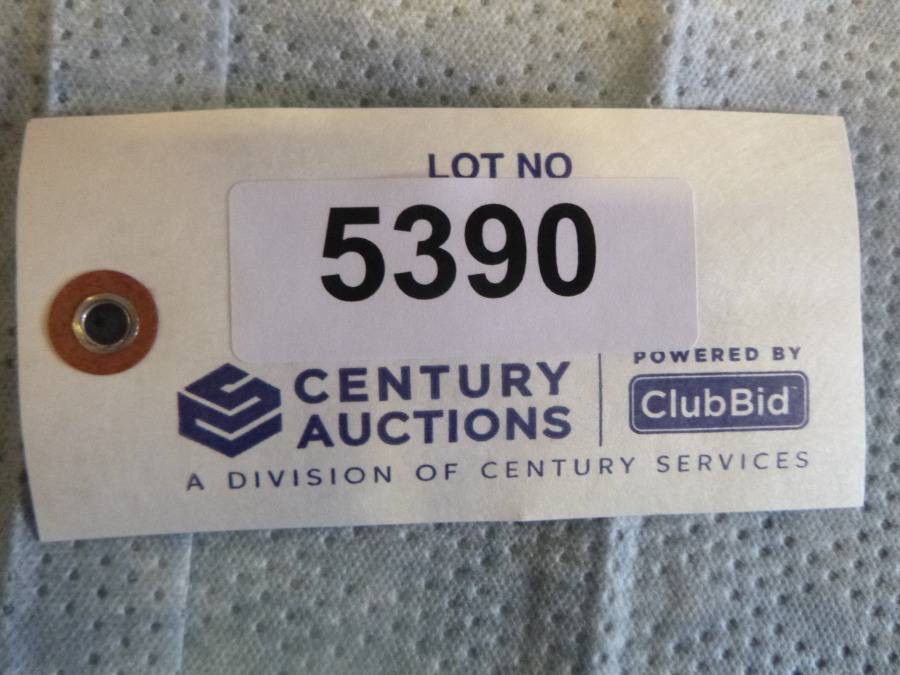 LOT NO
5390
CENTURY
AUCTIONS
POWERED BY
ClubBid
A DIVISION OF CENTURY SERVICES